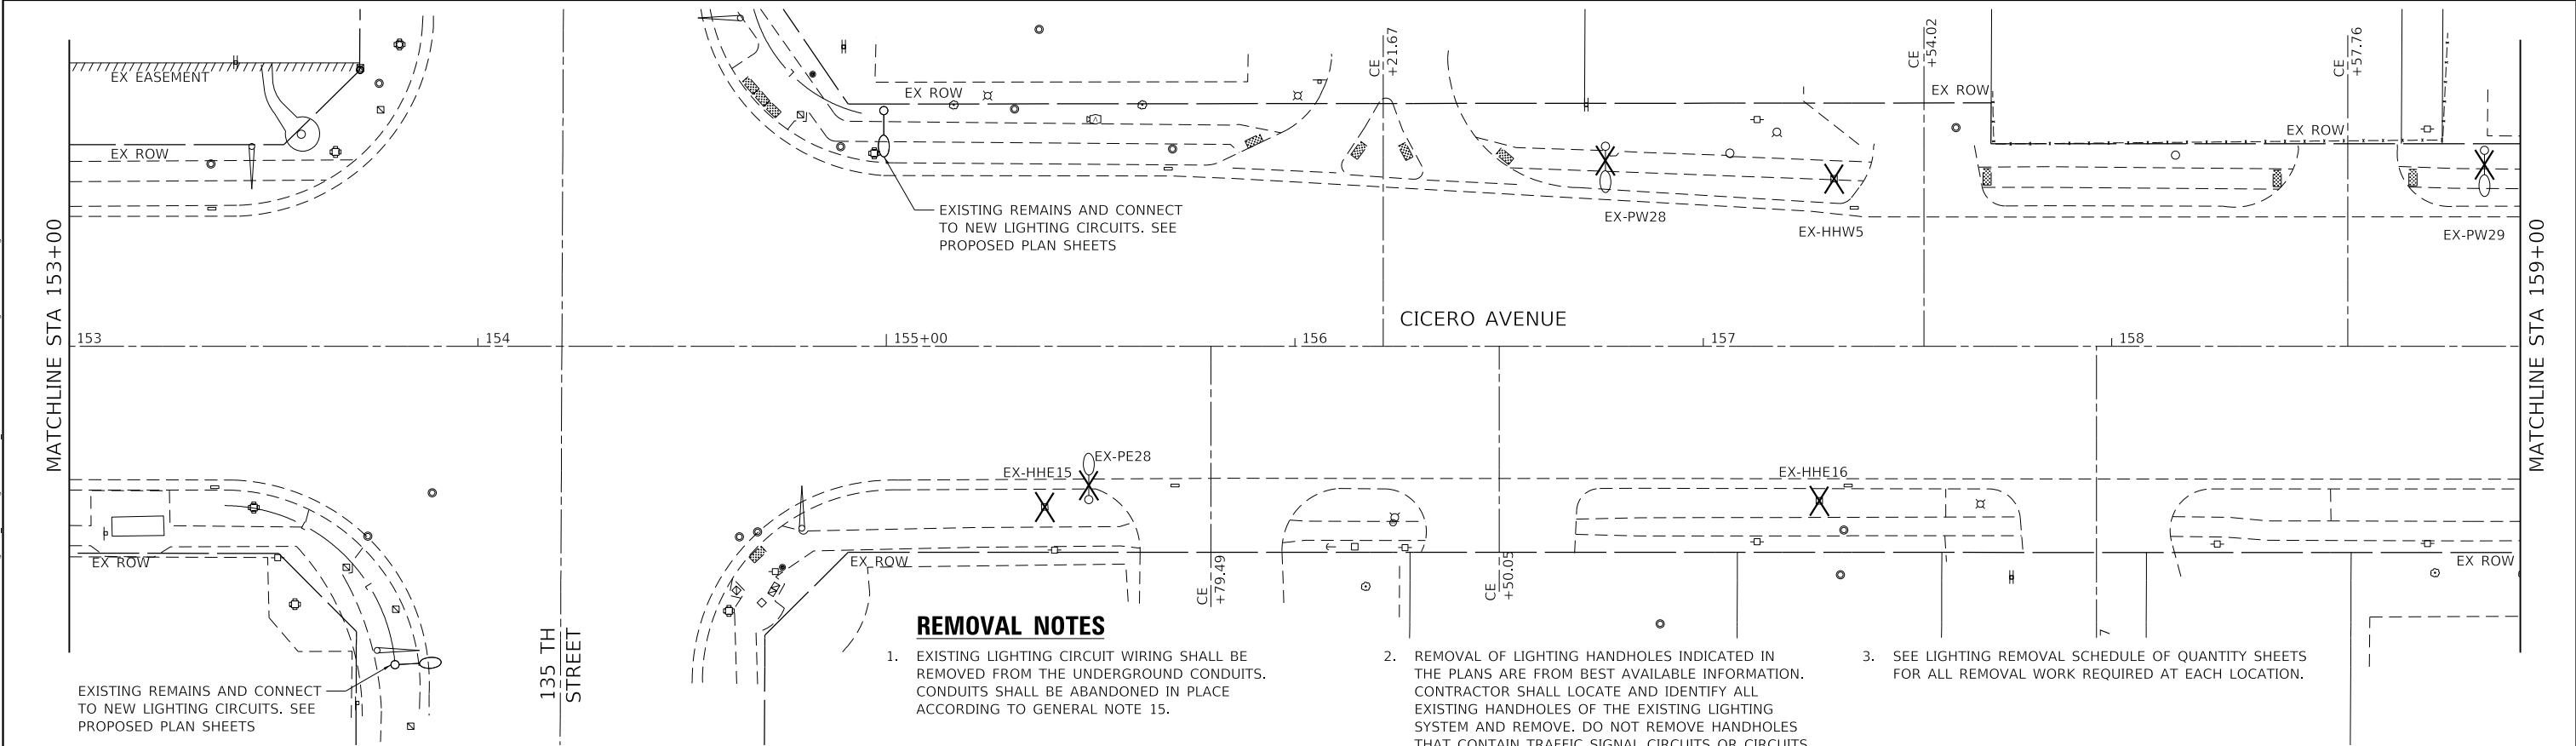 MATCHLINE STA 153+00
EX EASEMENT
EX ROW
EX ROW
CE
+21.67
CE
+54.02
EX ROW
CE
+57.76
EX ROW
EXISTING REMAINS AND CONNECT
TO NEW LIGHTING CIRCUITS. SEE
PROPOSED PLAN SHEETS
EX-PW28
EX-HHW5
EX-PW29
MATCHLINE STA 159+00
CICERO AVENUE
153
154
155+00
156
157
158
EX-HHE15
EX-PE28
EX-HHE16
EX ROW
EX ROW
EX ROW
CE
+79.49
CE
+50.05
7
135 TH
STREET
EXISTING REMAINS AND CONNECT
TO NEW LIGHTING CIRCUITS. SEE
PROPOSED PLAN SHEETS
REMOVAL NOTES
1. EXISTING LIGHTING CIRCUIT WIRING SHALL BE
REMOVED FROM THE UNDERGROUND CONDUITS.
CONDUITS SHALL BE ABANDONED IN PLACE
ACCORDING TO GENERAL NOTE 15.
2. REMOVAL OF LIGHTING HANDHOLES INDICATED IN
THE PLANS ARE FROM BEST AVAILABLE INFORMATION.
CONTRACTOR SHALL LOCATE AND IDENTIFY ALL
EXISTING HANDHOLES OF THE EXISTING LIGHTING
SYSTEM AND REMOVE. DO NOT REMOVE HANDHOLES
THAT CONTAIN TRAFFIC SIGNAL CIRCUITS OR CIRCUITS
3. SEE LIGHTING REMOVAL SCHEDULE OF QUANTITY SHEETS
FOR ALL REMOVAL WORK REQUIRED AT EACH LOCATION.